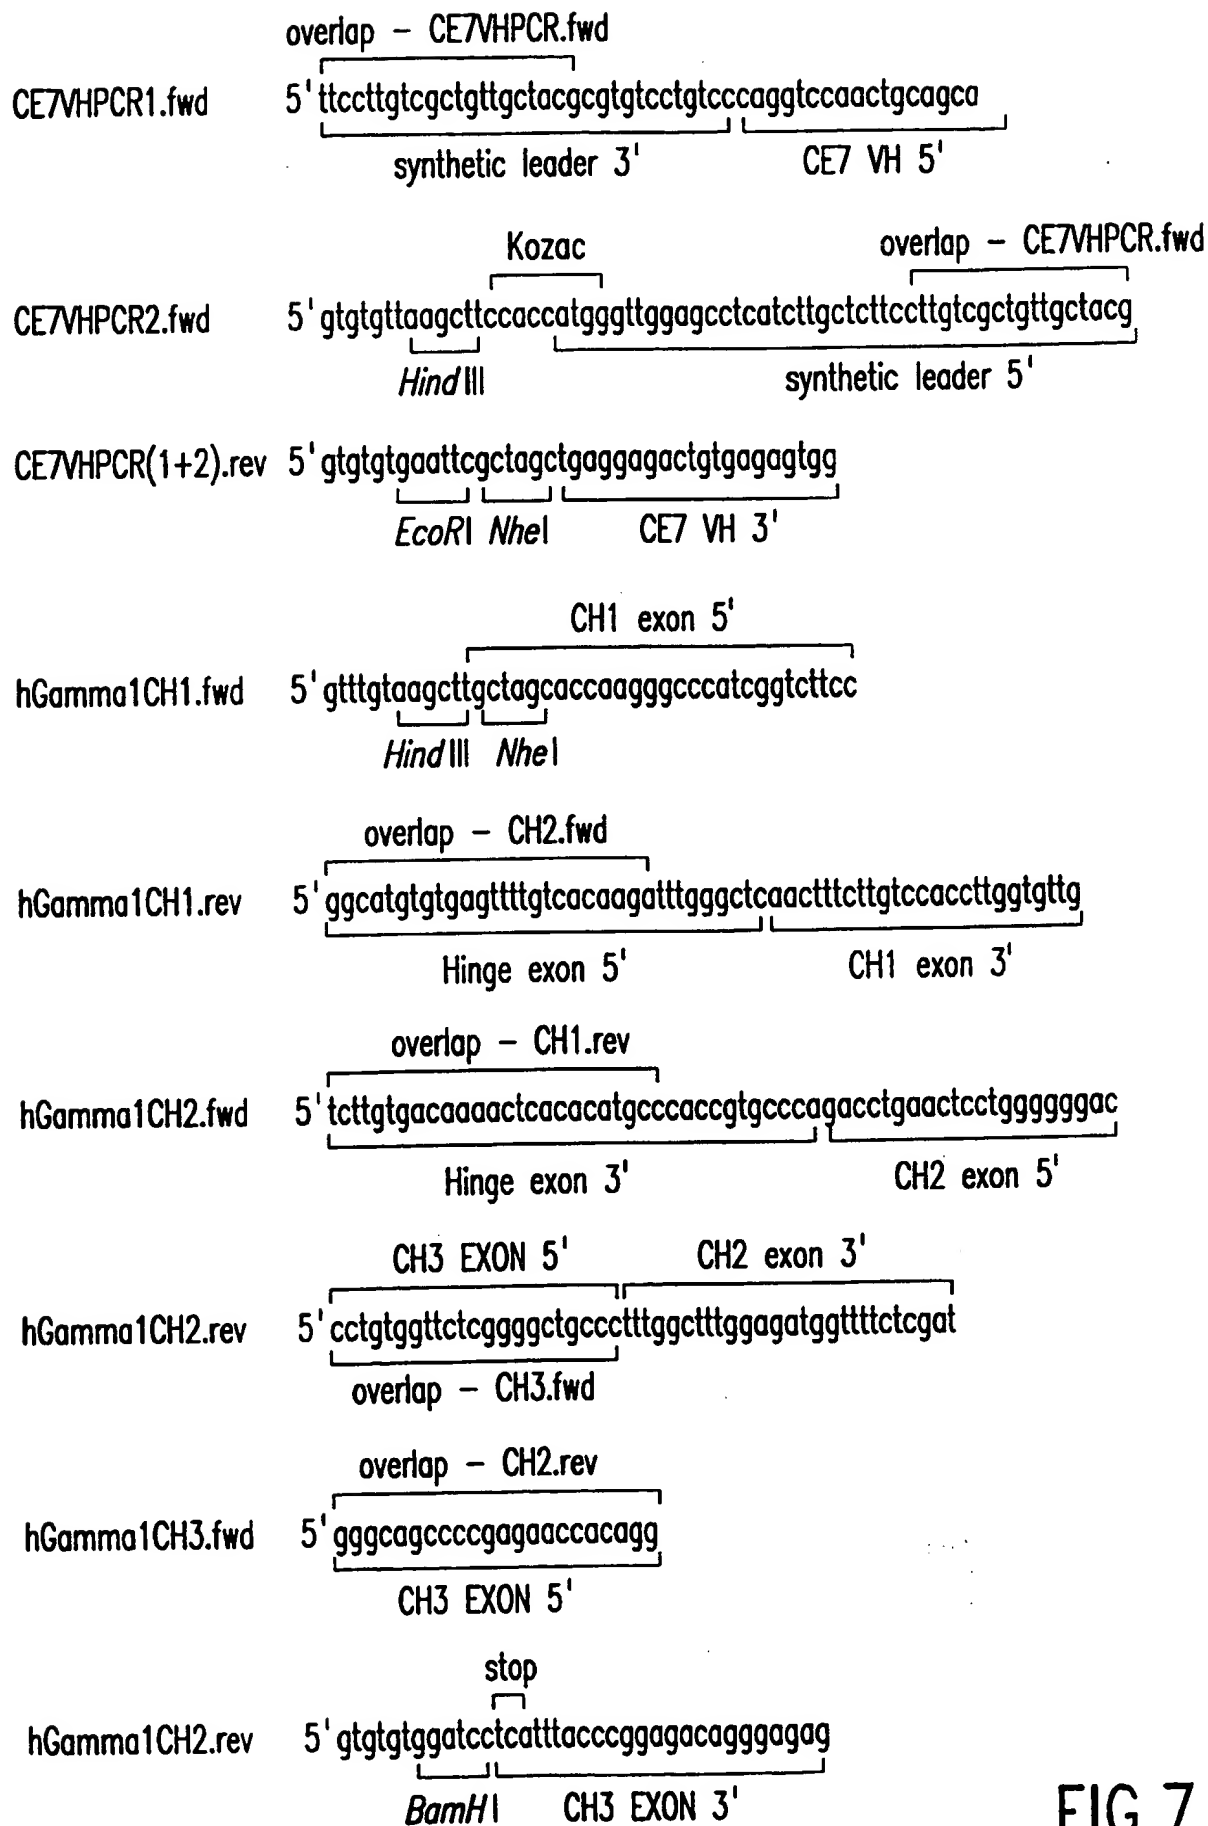 overlap – CE7VHPCR.fwd
CE7VHPCR1.fwd 5'ttccttgtcgctgttgctacgcgtgtcctgtcccaggtccaactgcagca
synthetic leader 3' CE7 VH 5'
Kozac overlap – CE7VHPCR.fwd
CE7VHPCR2.fwd 5'gtgtgttaagcttccaccatgggttggagcctcatcttgctcttccttgtcgctgttgctacg
HindIII synthetic leader 5'
CE7VHPCR(1+2).rev 5'gtgtgtgaattcgctagctgaggagactgtgagagtgg
EcoRI NheI CE7 VH 3'
CH1 exon 5'
hGamma1CH1.fwd 5'gtttgtaagcttgctagcaccaagggcccatcggtcttcc
HindIII NheI
overlap – CH2.fwd
hGamma1CH1.rev 5'ggcatgtgtgagttttgtcacaagatttgggctcaactttcttgtccaccttggtgttg
Hinge exon 5' CH1 exon 3'
overlap – CH1.rev
hGamma1CH2.fwd 5'tcttgtgacaaaactcacacatgcccaccgtgcccagacctgaactcctggggggac
Hinge exon 3' CH2 exon 5'
CH3 EXON 5' CH2 exon 3'
hGamma1CH2.rev 5'cctgtggttctcggggctgccctttggctttggagatggttttctcgat
overlap – CH3.fwd
overlap – CH2.rev
hGamma1CH3.fwd 5'gggcagccccgagaaccacagg
CH3 EXON 5'
stop
hGamma1CH2.rev 5'gtgtgtggatcctcatttacccggagacagggagag
BamHI CH3 EXON 3'
FIG 7